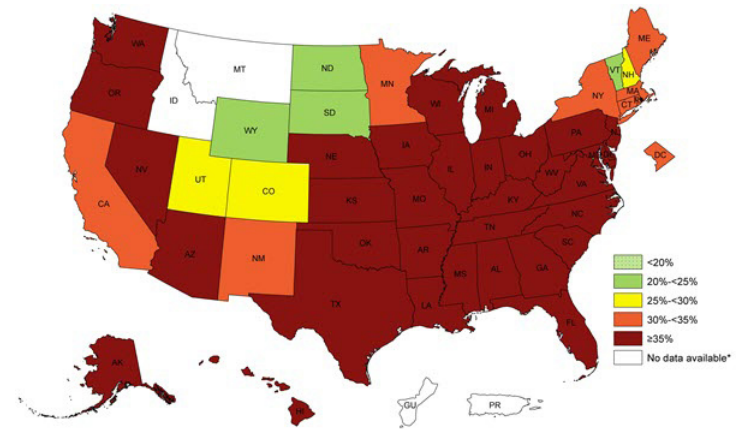 WA
OR
MT
ID
ND
SD
WY
MN
WI
MI
ME
VT
NH
MA
NY
CT
PA
NJ
DC
NV
CA
UT
CO
NE
KS
IA
IL
IN
OH
MO
KY
WV
VA
AZ
NM
OK
AR
TN
NC
SC
TX
LA
MS
AL
GA
FL
AK
HI
GU
PR
<20%
20%-<25%
25%-<30%
30%-<35%
≥35%
No data available*